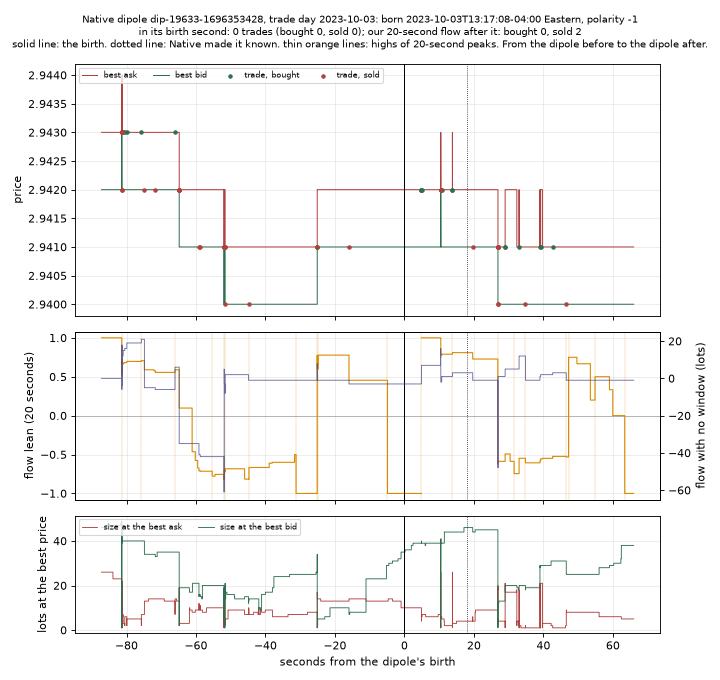 Native dipole dip-19633-1696353428, trade day 2023-10-03: born 2023-10-03T13:17:08-04:00 Eastern, polarity -1
in its birth second: 0 trades (bought 0, sold 0); our 20-second flow after it: bought 0, sold 2
solid line: the birth. dotted line: Native made it known. thin orange lines: highs of 20-second peaks. From the dipole before to the dipole after.
best ask best bid trade, bought trade, sold
2.9440
2.9435
2.9430
2.9425
2.9420
2.9415
2.9410
2.9405
2.9400
price
1.0
0.5
0.0
−0.5
−1.0
flow lean (20 seconds)
20
0
−20
−40
−60
flow with no window (lots)
size at the best ask size at the best bid
40
20
0
lots at the best price
−80 −60 −40 −20 0 20 40 60
seconds from the dipole's birth